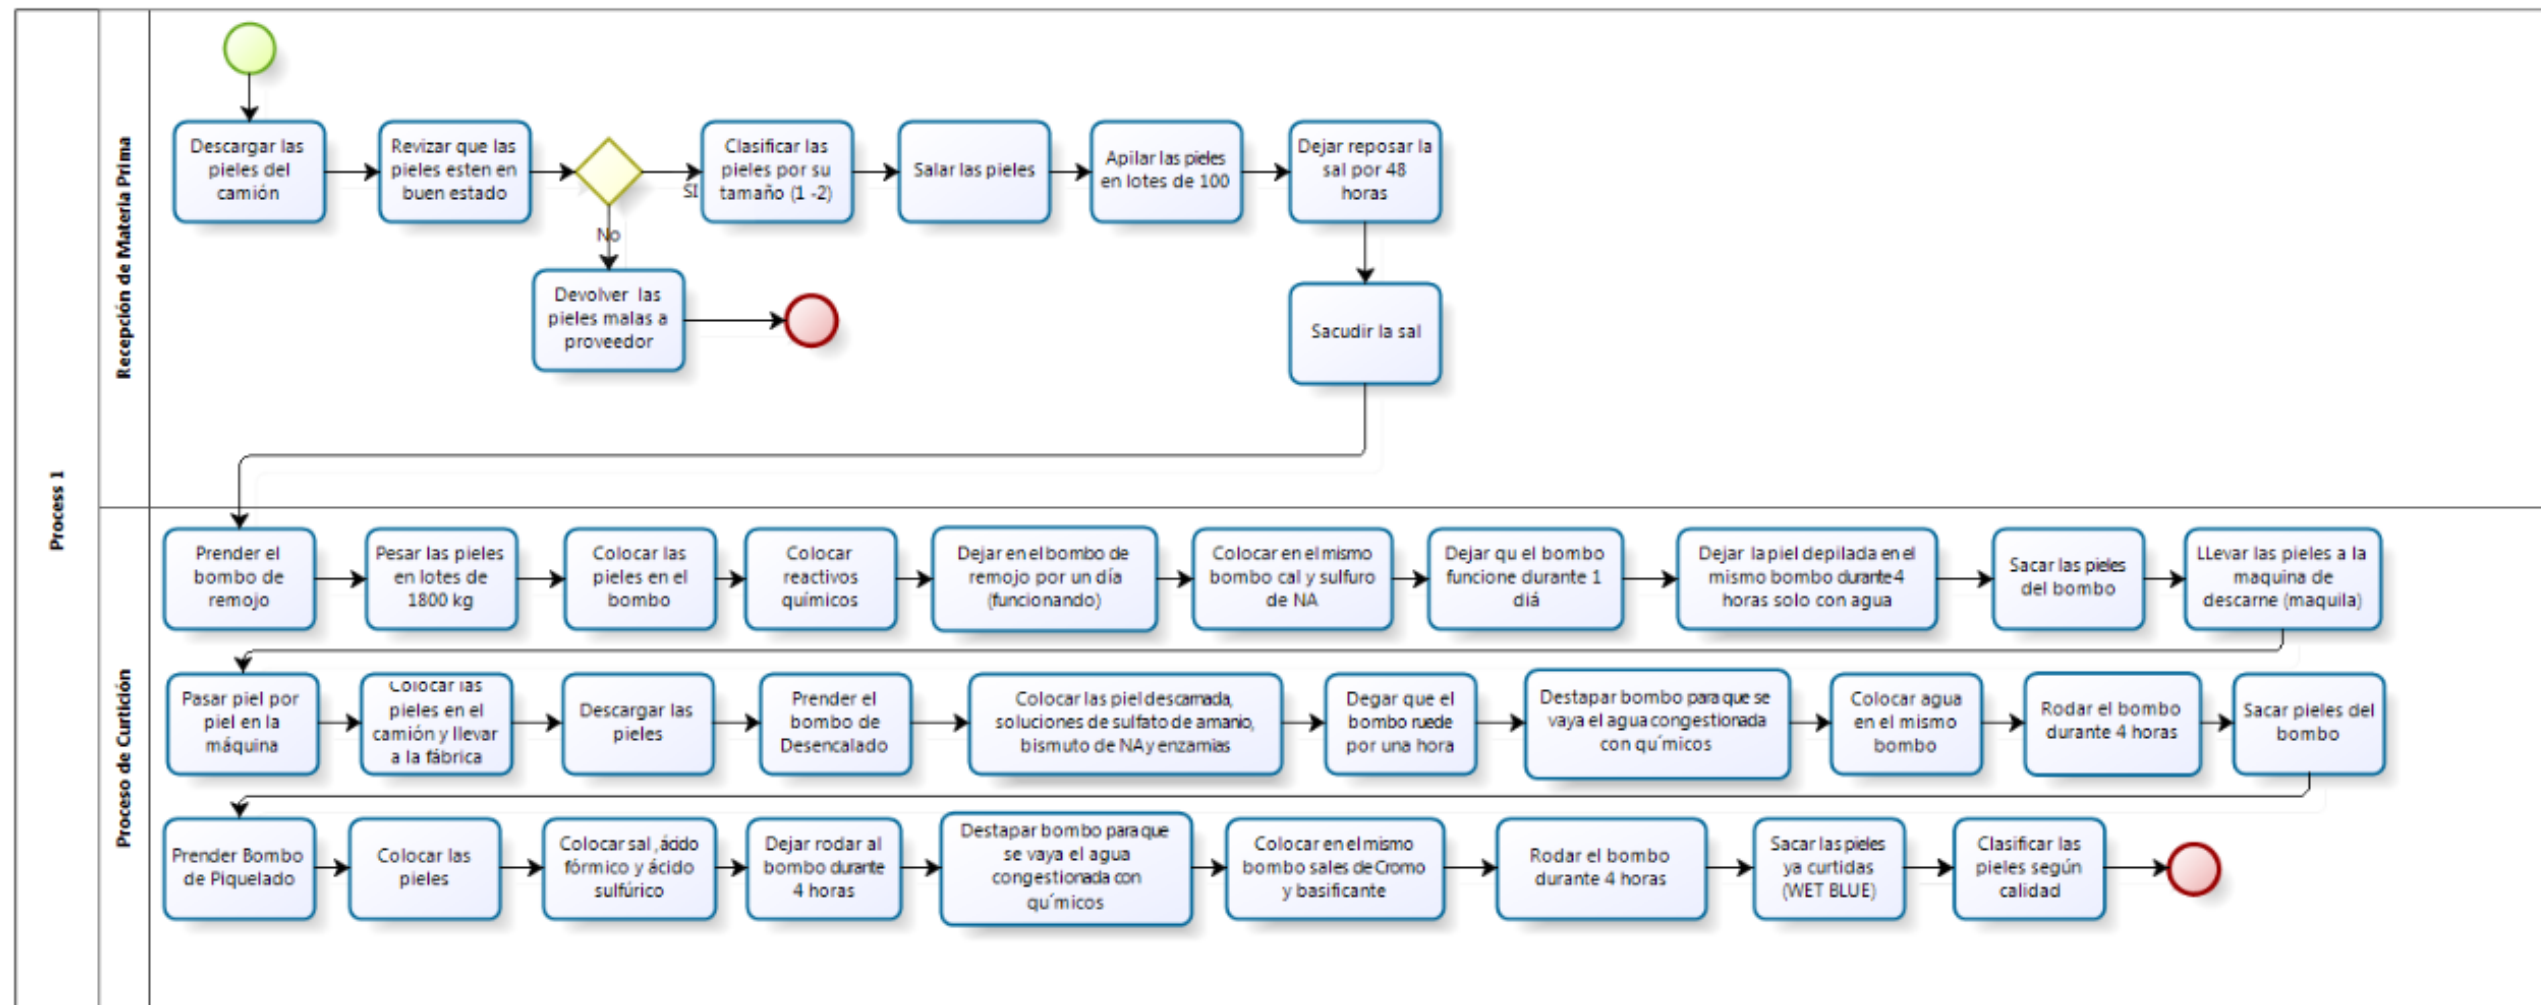 Process 1
Recepción de Materia Prima
Descargar las
pieles del
camión
Revizar que las
pieles esten en
buen estado
SI
No
Clasificar las
pieles por su
tamaño (1 -2)
Salar las pieles
Apilar las pieles
en lotes de 100
Dejar reposar la
sal por 48
horas
Devolver las
pieles malas a
proveedor
Sacudir la sal
Proceso de Curtición
Prender el
bombo de
remojo
Pesar las pieles
en lotes de
1800 kg
Colocar las
pieles en el
bombo
Colocar
reactivos
químicos
Dejar en el bombo de
remojo por un día
(funcionando)
Colocar en el mismo
bombo cal y sulfuro
de NA
Dejar qu el bombo
funcione durante 1
diá
Dejar la piel depilada en el
mismo bombo durante 4
horas solo con agua
Sacar las pieles
del bombo
LLevar las pieles a la
maquina de
descarne (maquila)
Pasar piel por
piel en la
máquina
Colocar las
pieles en el
camión y llevar
a la fábrica
Descargar las
pieles
Prender el
bombo de
Desencalado
Colocar las piel descarnada,
soluciones de sulfato de amanio,
bismuto de NA y enzamias
Degar que el
bombo ruede
por una hora
Destapar bombo para que se
vaya el agua congestionada
con qu´micos
Colocar agua
en el mismo
bombo
Rodar el bombo
durante 4 horas
Sacar pieles del
bombo
Prender Bombo
de Piquelado
Colocar las
pieles
Colocar sal ,ácido
fórmico y ácido
sulfúrico
Dejar rodar al
bombo durante
4 horas
Destapar bombo para que
se vaya el agua
congestionada con
qu´micos
Colocar en el mismo
bombo sales de Cromo
y basificante
Rodar el bombo
durante 4 horas
Sacar las pieles
ya curtidas
(WET BLUE)
Clasificar las
pieles según
calidad